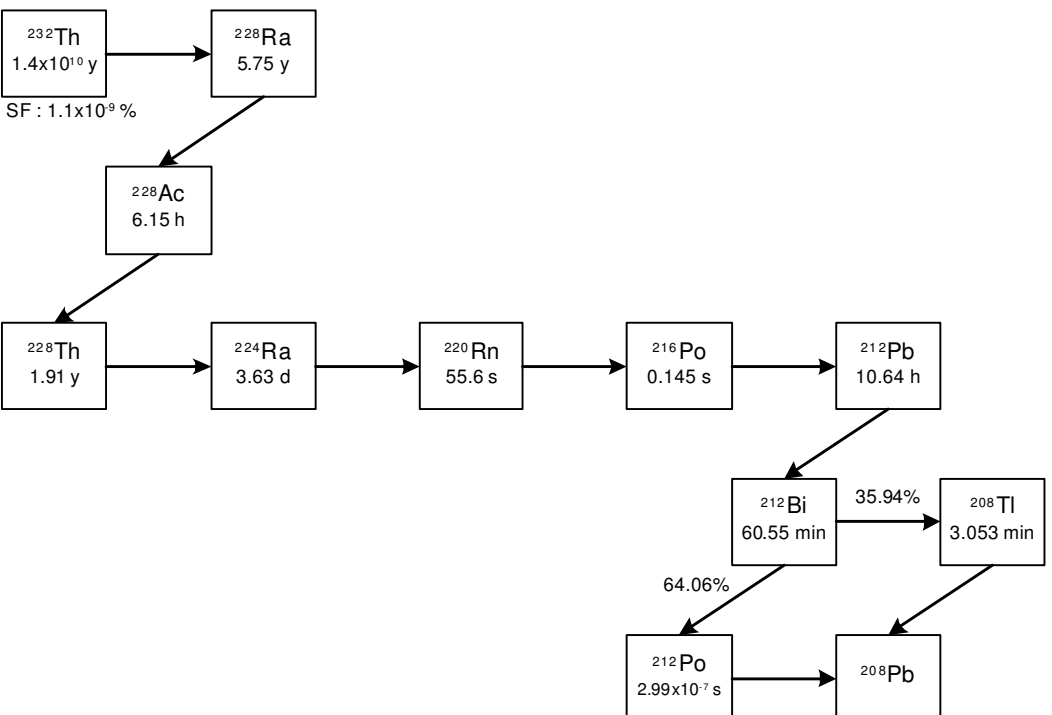 ²³²Th
1.4x10¹⁰ y
²²⁸Ra
5.75 y
SF : 1.1x10⁻⁹ %
²²⁸Ac
6.15 h
²²⁸Th
1.91 y
²²⁴Ra
3.63 d
²²⁰Rn
55.6 s
²¹⁶Po
0.145 s
²¹²Pb
10.64 h
²¹²Bi
60.55 min
35.94%
²⁰⁸Tl
3.053 min
64.06%
²¹²Po
2.99x10⁻⁷ s
²⁰⁸Pb